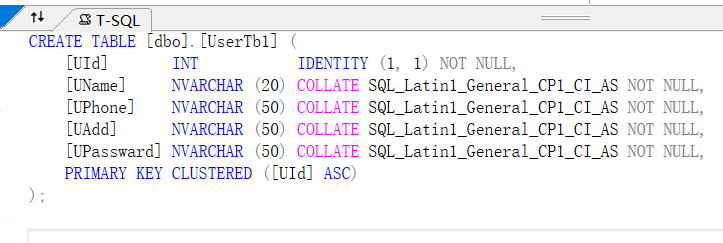 T-SQL
CREATE TABLE [dbo].[UserTb1] (
[UId] INT IDENTITY (1, 1) NOT NULL,
[UName] NVARCHAR (20) COLLATE SQL_Latin1_General_CP1_CI_AS NOT NULL,
[UPhone] NVARCHAR (50) COLLATE SQL_Latin1_General_CP1_CI_AS NOT NULL,
[UAdd] NVARCHAR (50) COLLATE SQL_Latin1_General_CP1_CI_AS NOT NULL,
[UPassward] NVARCHAR (50) COLLATE SQL_Latin1_General_CP1_CI_AS NOT NULL,
PRIMARY KEY CLUSTERED ([UId] ASC)
);